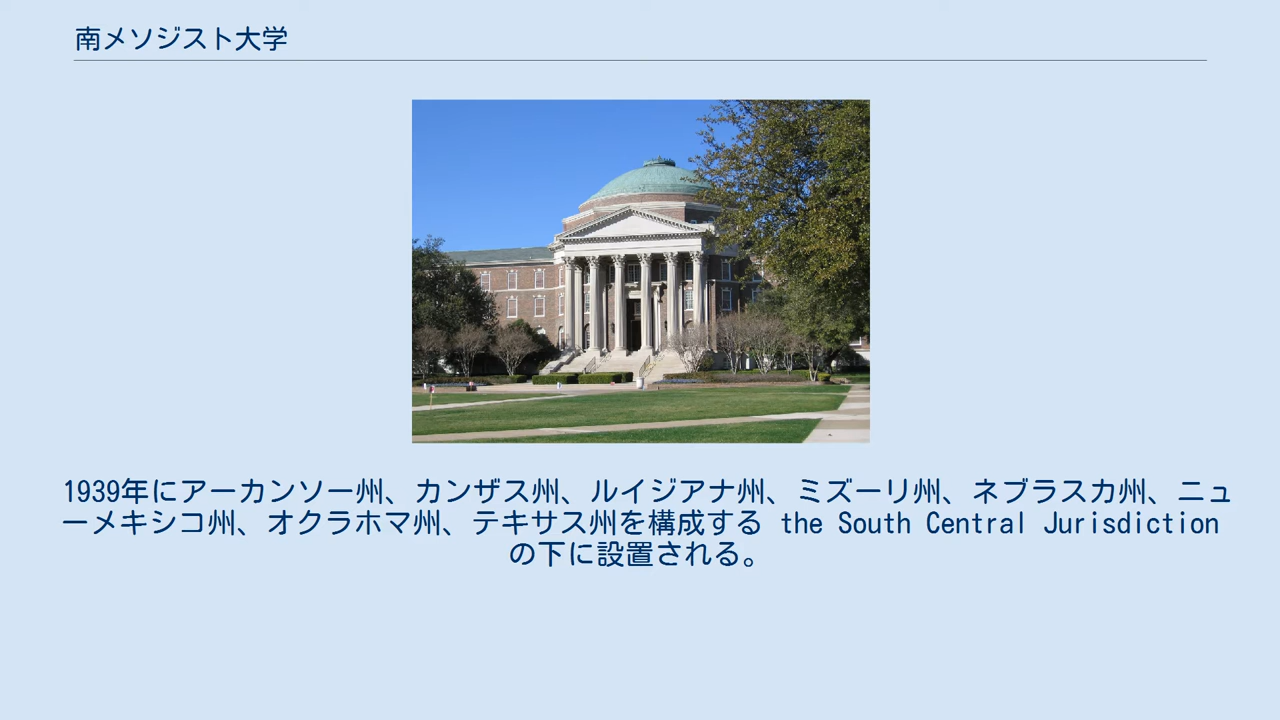 南メソジスト大学
1939年にアーカンソー州、カンザス州、ルイジアナ州、ミズーリ州、ネブラスカ州、ニュ
ーメキシコ州、オクラホマ州、テキサス州を構成する the South Central Jurisdiction
の下に設置される。